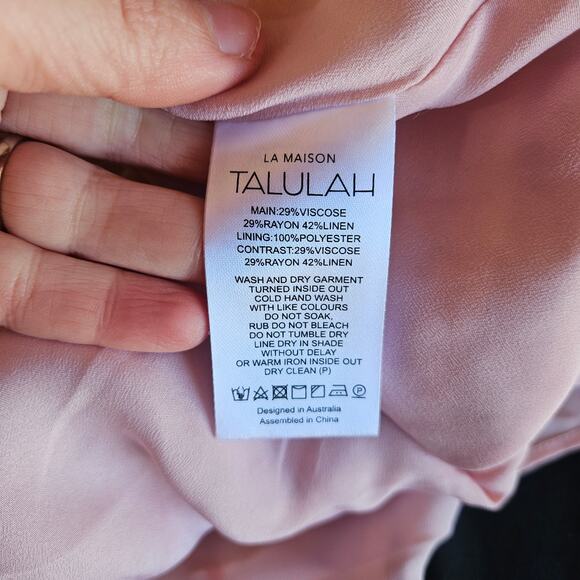 LA MAISON
TALULAH
MAIN:29%VISCOSE
29%RAYON 42%LINEN
LINING:100%POLYESTER
CONTRAST:29%VISCOSE
29%RAYON 42%LINEN
WASH AND DRY GARMENT
TURNED INSIDE OUT
COLD HAND WASH
WITH LIKE COLOURS
DO NOT SOAK,
RUB DO NOT BLEACH
DO NOT TUMBLE DRY
LINE DRY IN SHADE
WITHOUT DELAY
OR WARM IRON INSIDE OUT
DRY CLEAN (P)
Designed in Australia
Assembled in China